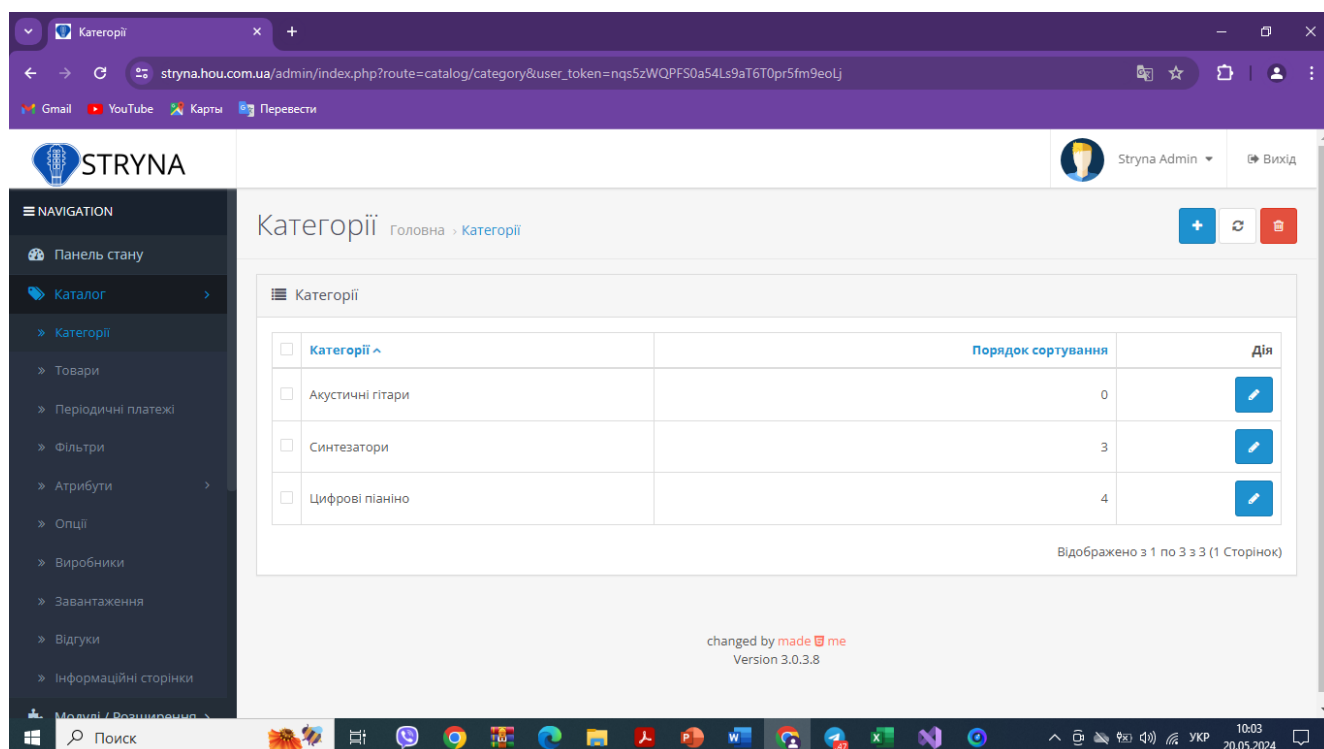 Категорії
stryna.hou.com.ua/admin/index.php?route=catalog/category&user_token=nqs5zWQPFS0a54Ls9aT6T0pr5fm9eoLj
Gmail YouTube Карты Перевести
STRYNA
Stryna Admin Вихід
NAVIGATION
Панель стану
Каталог
Категорії
Товари
Періодичні платежі
Фільтри
Атрибути
Опції
Виробники
Завантаження
Відгуки
Інформаційні сторінки
Модулі / Розширення
Категорії Головна › Категорії
Категорії
Категорії Порядок сортування Дія
Акустичні гітари 0
Синтезатори 3
Цифрові піаніно 4
Відображено з 1 по 3 з 3 (1 Сторінок)
changed by made me
Version 3.0.3.8
Поиск
47
УКР
10:03
20.05.2024